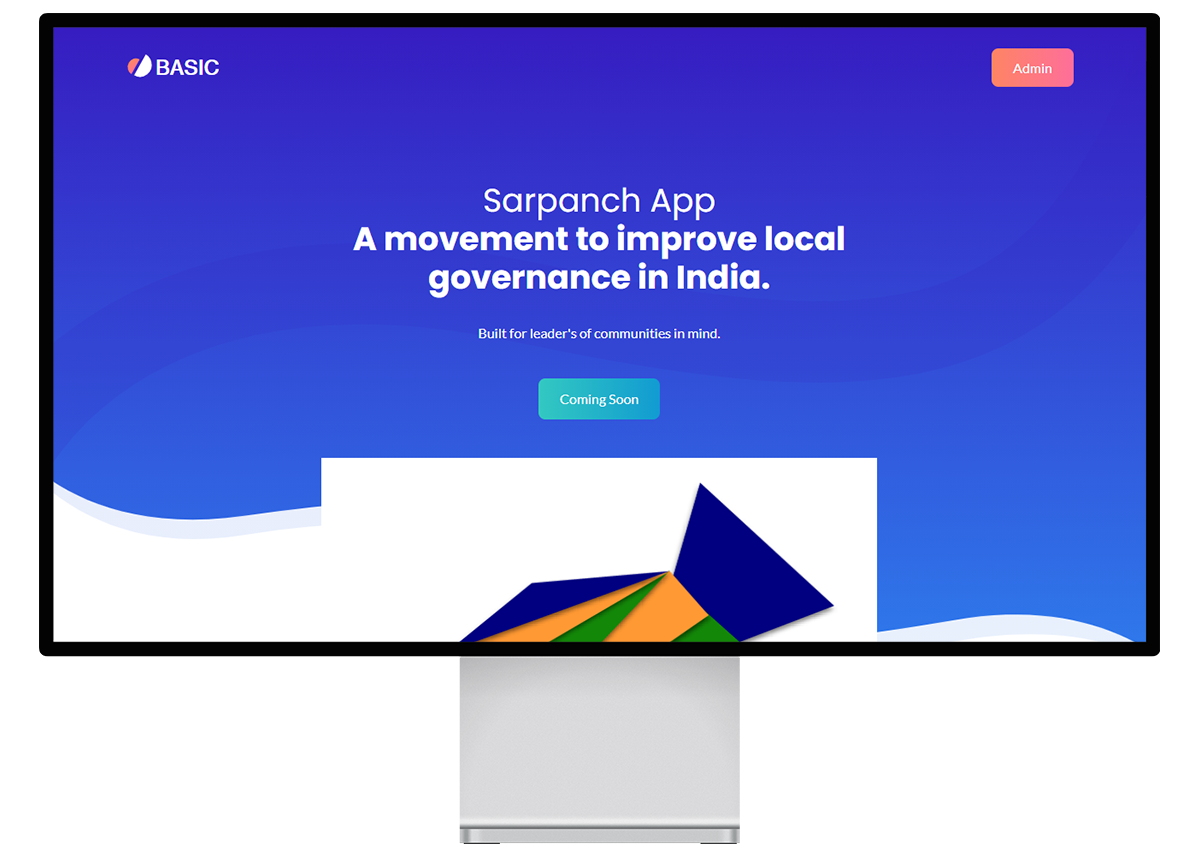 BASIC
Admin
Sarpanch App
A movement to improve local
governance in India.
Built for leader's of communities in mind.
Coming Soon